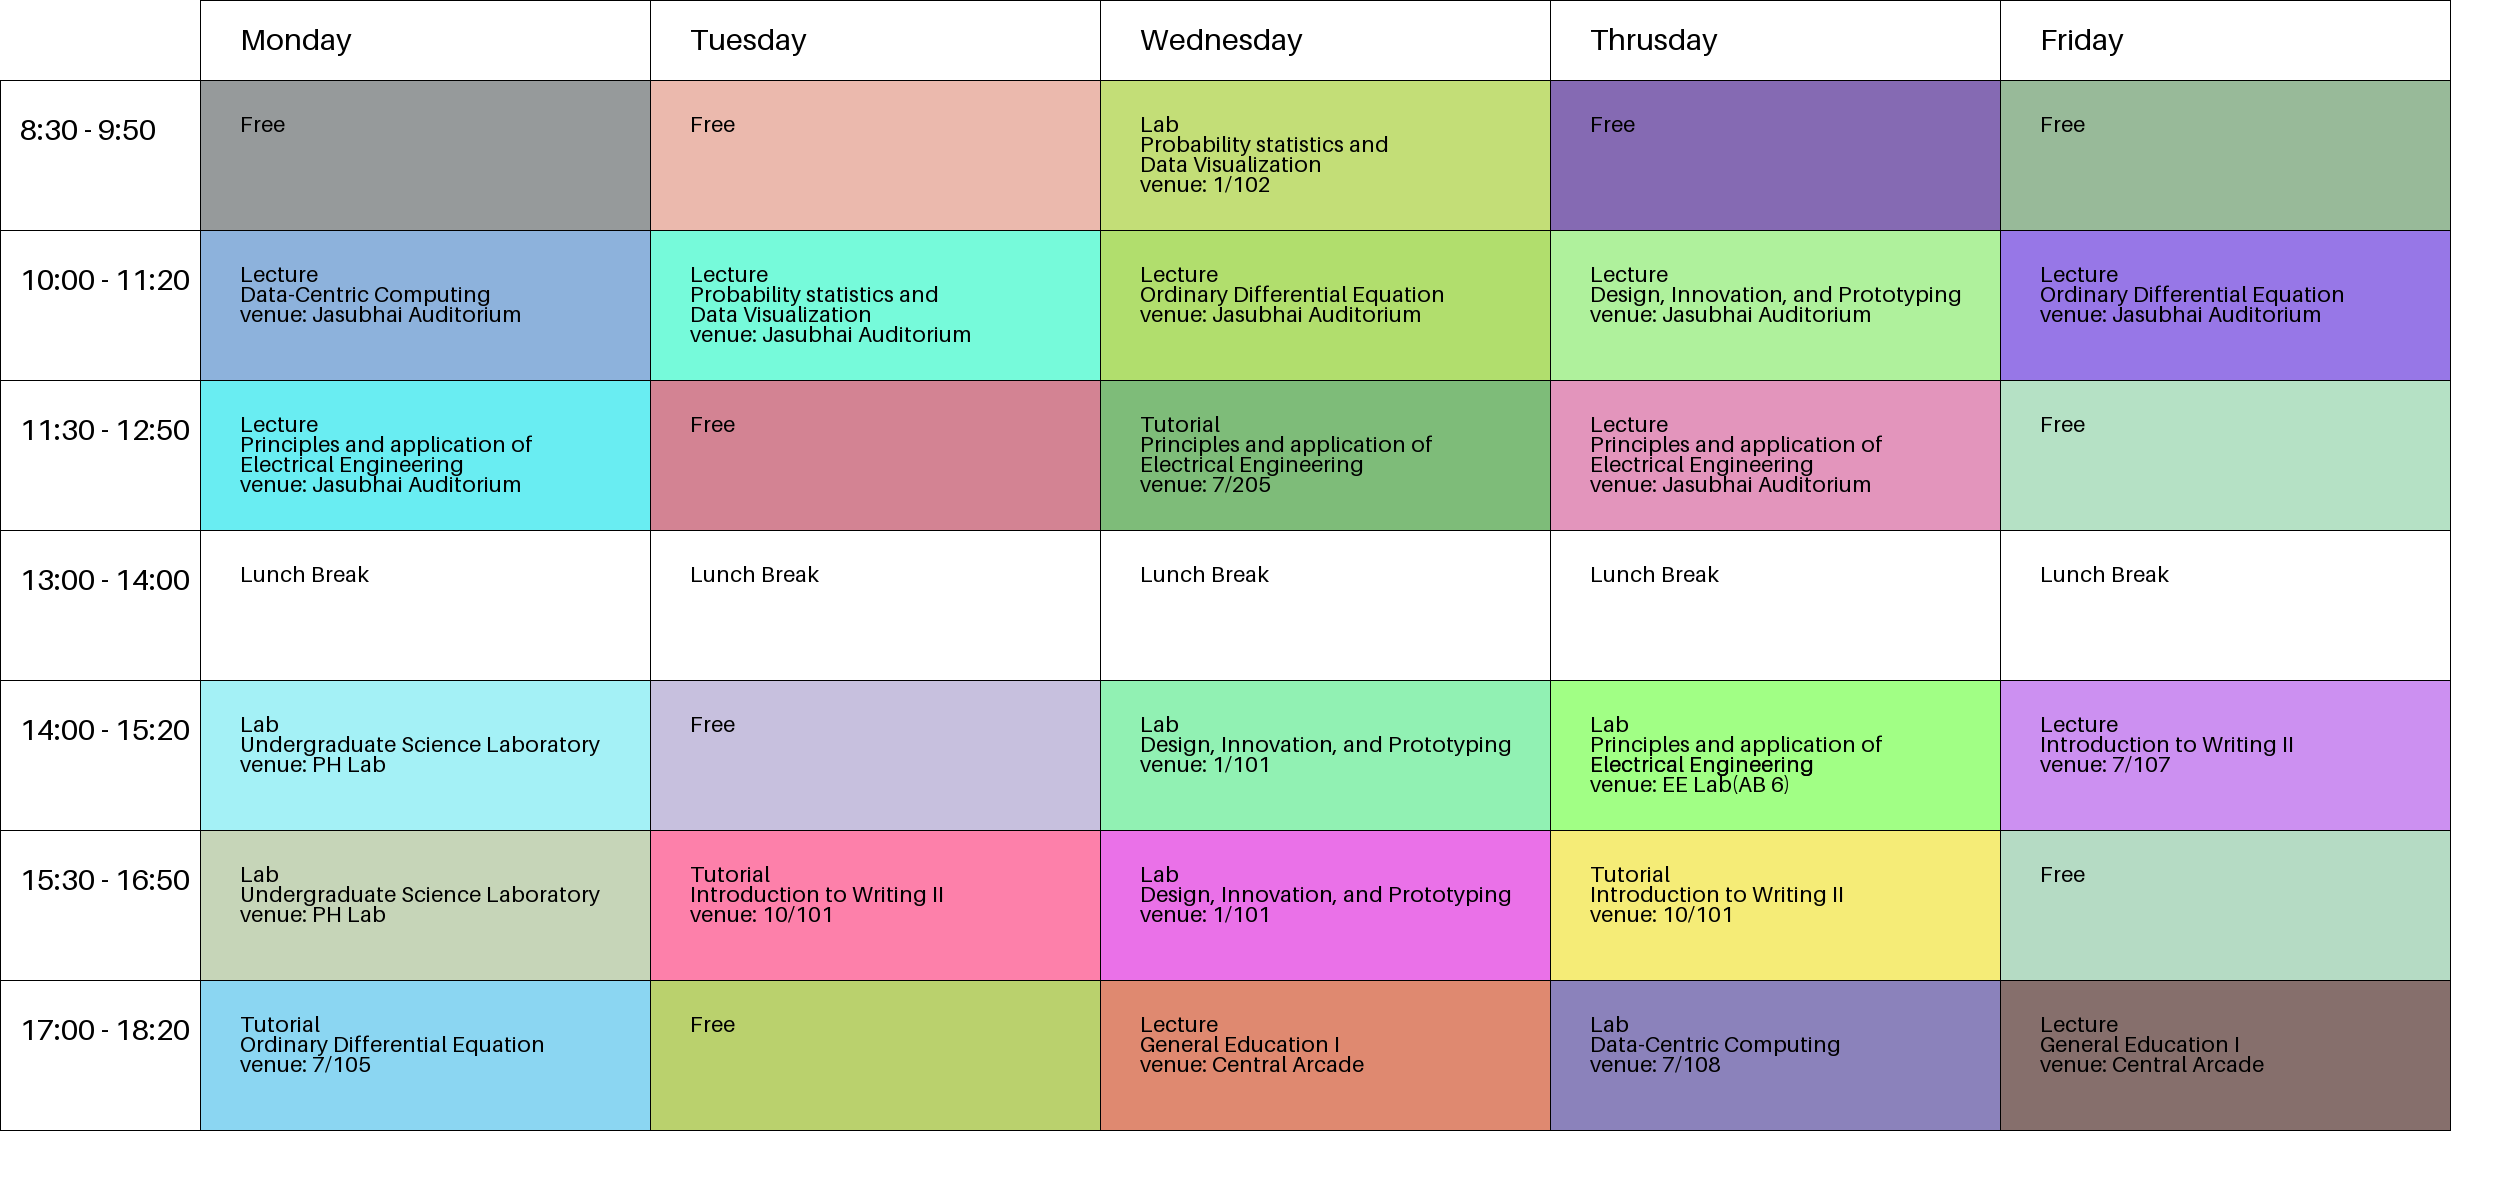 Monday
Tuesday
Wednesday
Thrusday
Friday
8:30 - 9:50
Free
Free
Lab
Probability statistics and
Data Visualization
venue: 1/102
Free
Free
10:00 - 11:20
Lecture
Data-Centric Computing
venue: Jasubhai Auditorium
Lecture
Probability statistics and
Data Visualization
venue: Jasubhai Auditorium
Lecture
Ordinary Differential Equation
venue: Jasubhai Auditorium
Lecture
Design, Innovation, and Prototyping
venue: Jasubhai Auditorium
Lecture
Ordinary Differential Equation
venue: Jasubhai Auditorium
11:30 - 12:50
Lecture
Principles and application of
Electrical Engineering
venue: Jasubhai Auditorium
Free
Tutorial
Principles and application of
Electrical Engineering
venue: 7/205
Lecture
Principles and application of
Electrical Engineering
venue: Jasubhai Auditorium
Free
13:00 - 14:00
Lunch Break
Lunch Break
Lunch Break
Lunch Break
Lunch Break
14:00 - 15:20
Lab
Undergraduate Science Laboratory
venue: PH Lab
Free
Lab
Design, Innovation, and Prototyping
venue: 1/101
Lab
Principles and application of
Electrical Engineering
venue: EE Lab(AB 6)
Lecture
Introduction to Writing II
venue: 7/107
15:30 - 16:50
Lab
Undergraduate Science Laboratory
venue: PH Lab
Tutorial
Introduction to Writing II
venue: 10/101
Lab
Design, Innovation, and Prototyping
venue: 1/101
Tutorial
Introduction to Writing II
venue: 10/101
Free
17:00 - 18:20
Tutorial
Ordinary Differential Equation
venue: 7/105
Free
Lecture
General Education I
venue: Central Arcade
Lab
Data-Centric Computing
venue: 7/108
Lecture
General Education I
venue: Central Arcade